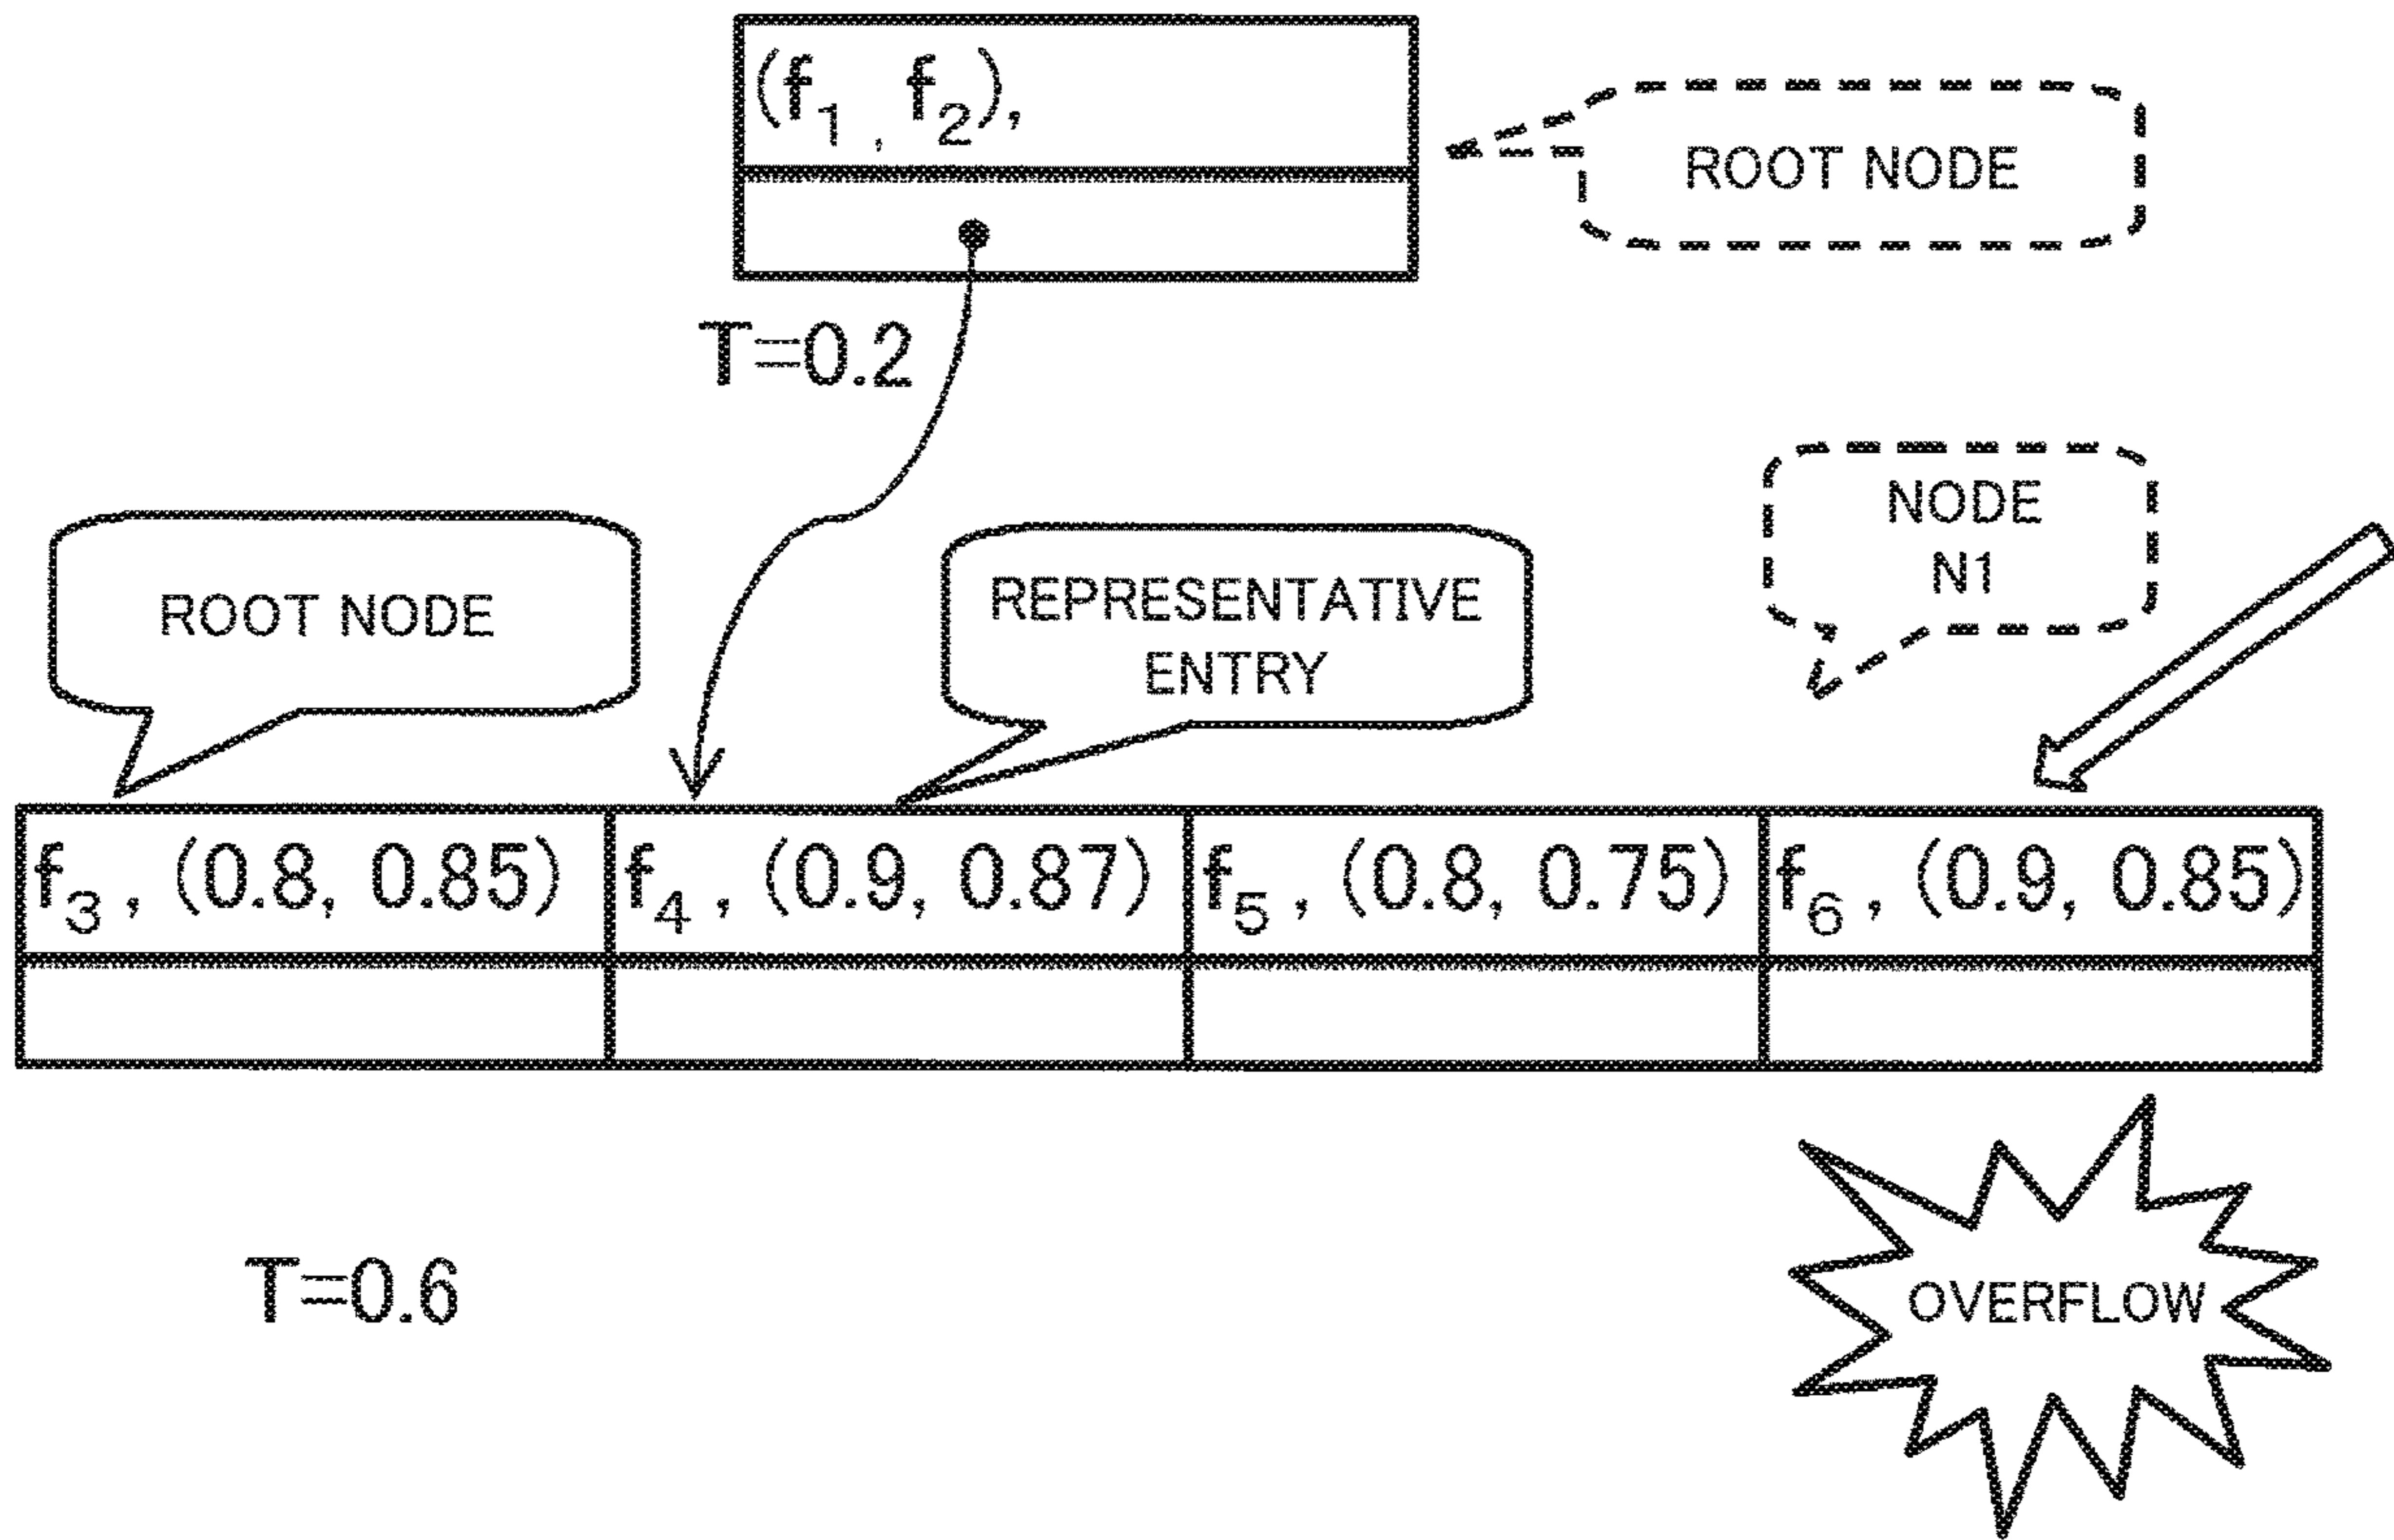 (f₁, f₂),
ROOT NODE
T=0.2
NODE
N1
ROOT NODE
REPRESENTATIVE
ENTRY
f₃, (0.8, 0.85) f₄, (0.9, 0.87) f₅, (0.8, 0.75) f₆, (0.9, 0.85)
T=0.6
OVERFLOW